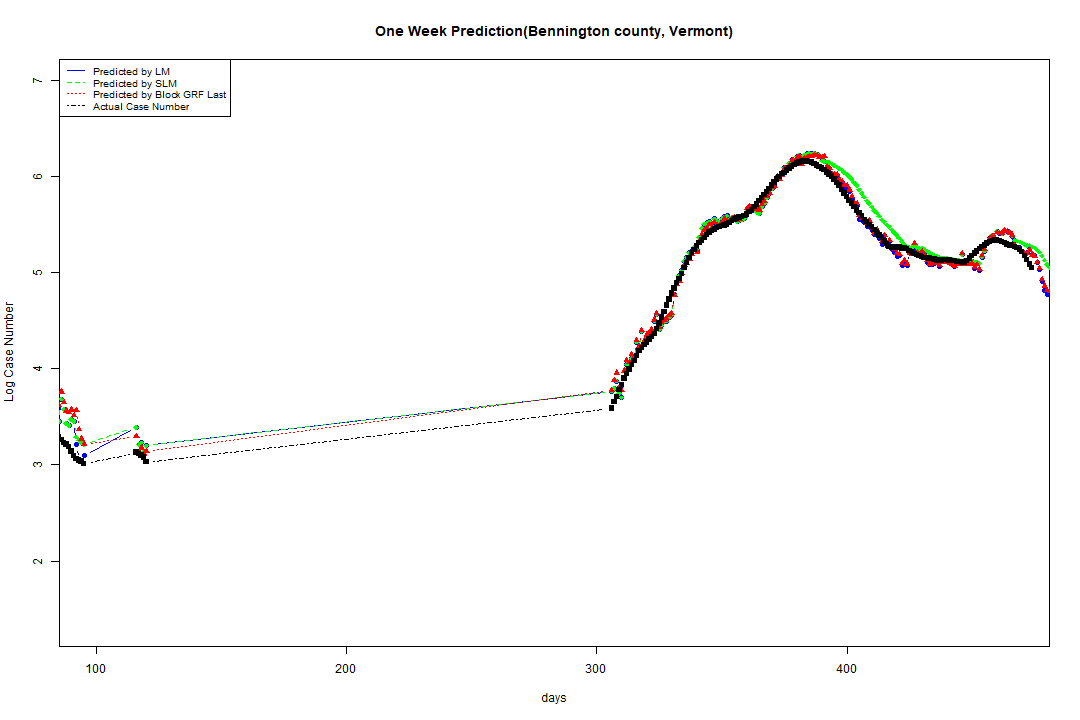 One Week Prediction(Bennington county, Vermont)
Predicted by LM
Predicted by SLM
Predicted by Block GRF Last
Actual Case Number
7
6
5
4
3
2
Log Case Number
100 200 300 400
days